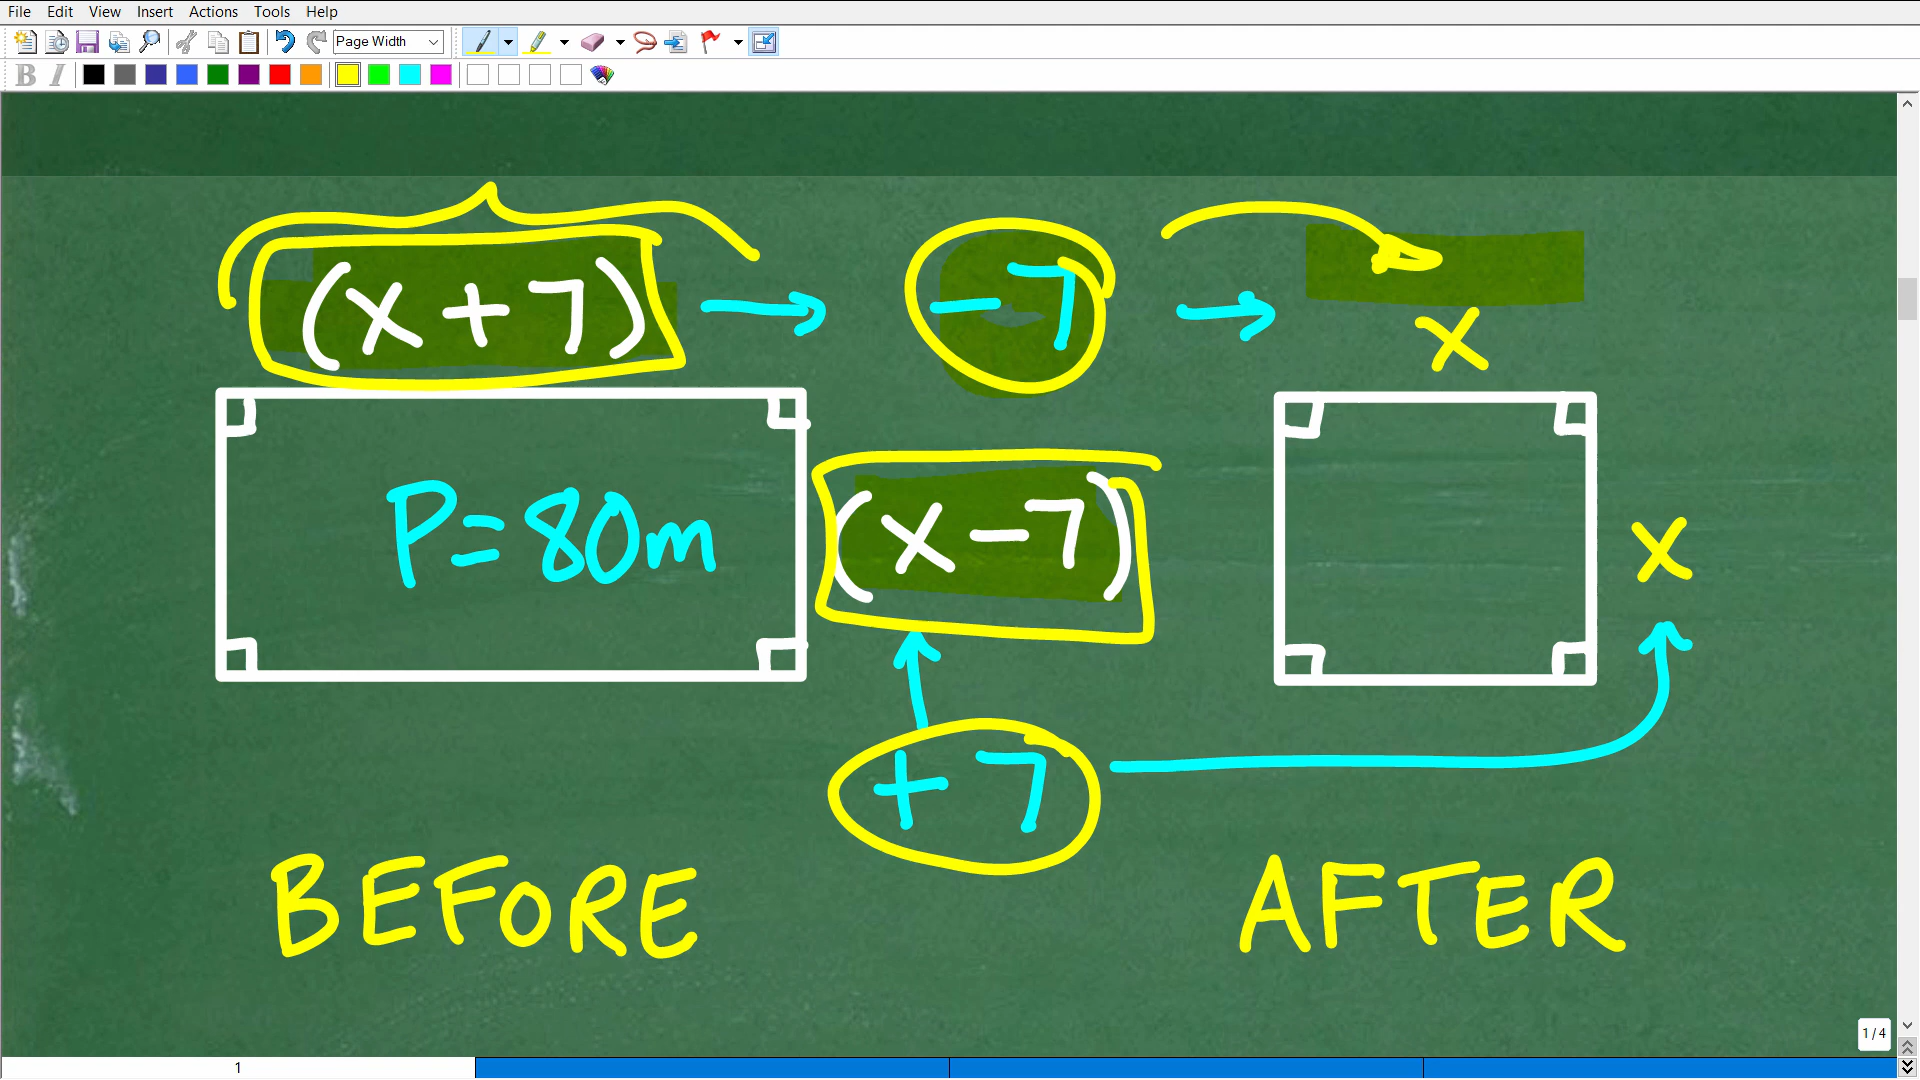 File Edit View Insert Actions Tools Help
Page Width
B I
(x + 7) → -7 → x
P = 80m
(x - 7)
x
+ 7
BEFORE
AFTER
1 / 4
1